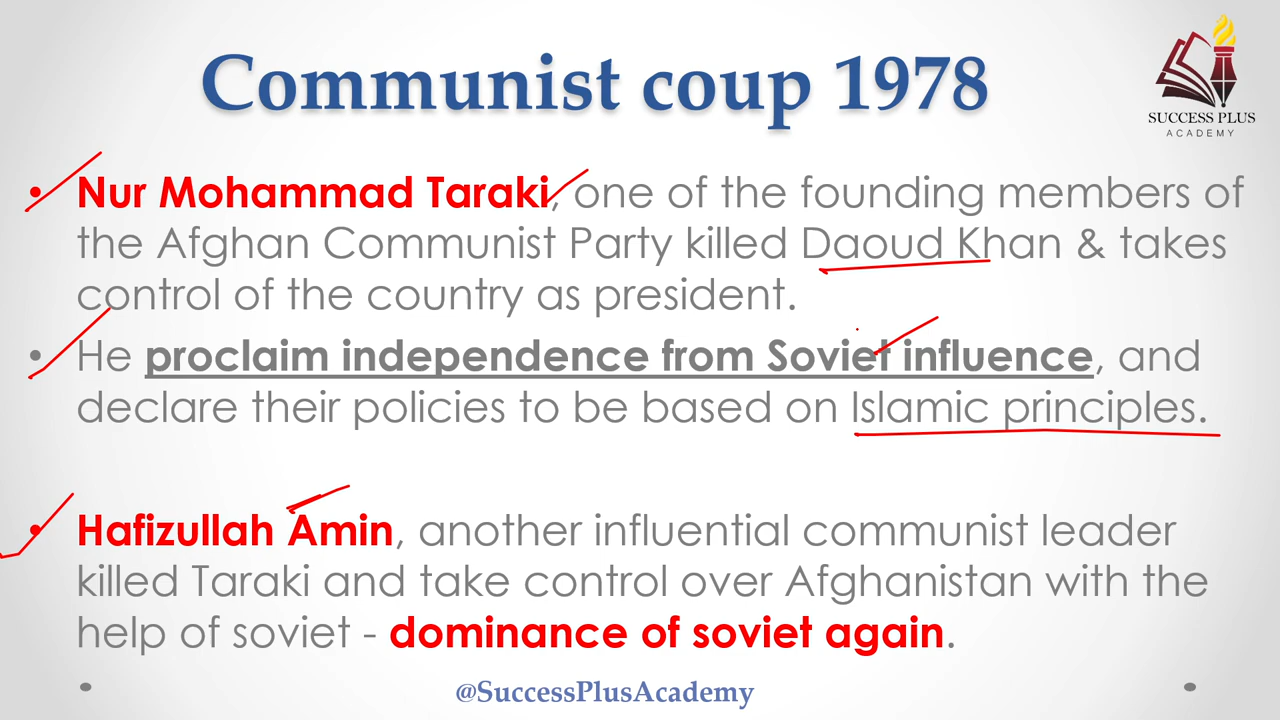 Communist coup 1978
SUCCESS PLUS
ACADEMY
• Nur Mohammad Taraki, one of the founding members of
the Afghan Communist Party killed Daoud Khan & takes
control of the country as president.
• He proclaim independence from Soviet influence, and
declare their policies to be based on Islamic principles.
• Hafizullah Amin, another influential communist leader
killed Taraki and take control over Afghanistan with the
help of soviet - dominance of soviet again.
@SuccessPlusAcademy